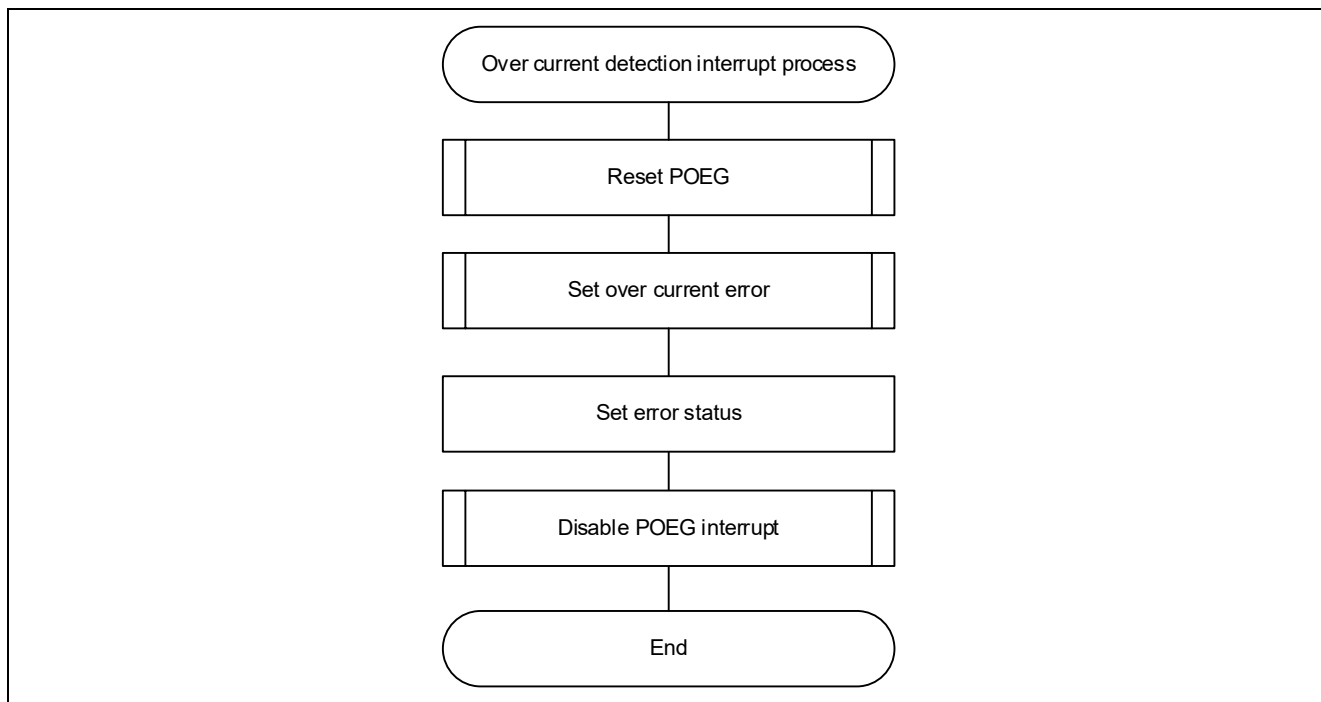 Over current detection interrupt process
Reset POEG
Set over current error
Set error status
Disable POEG interrupt
End